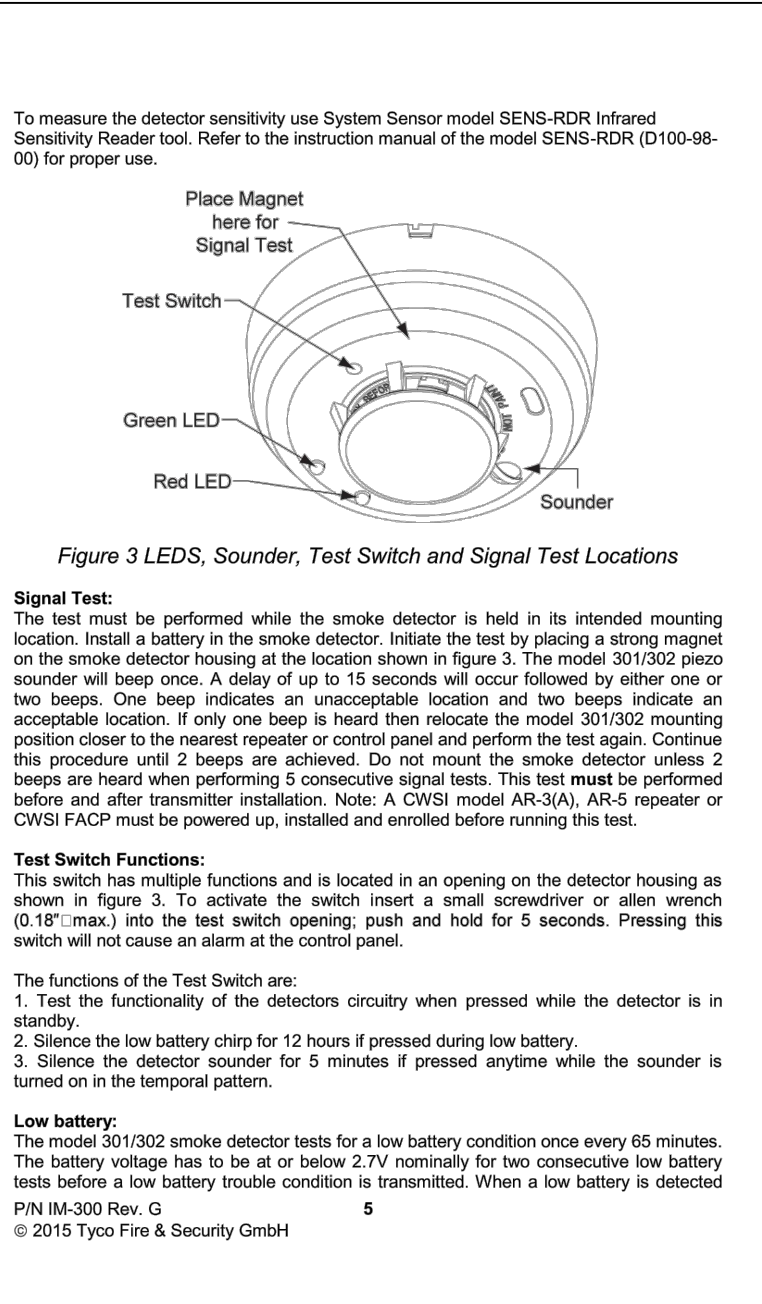 To measure the detector sensitivity use System Sensor model SENS-RDR Infrared
Sensitivity Reader tool. Refer to the instruction manual of the model SENS-RDR (D100-98-
00) for proper use.
Place Magnet
here for
Signal Test
Test Switch
Green LED
Red LED
Sounder
NOT PAINT
Figure 3 LEDS, Sounder, Test Switch and Signal Test Locations
Signal Test:
The test must be performed while the smoke detector is held in its intended mounting
location. Install a battery in the smoke detector. Initiate the test by placing a strong magnet
on the smoke detector housing at the location shown in figure 3. The model 301/302 piezo
sounder will beep once. A delay of up to 15 seconds will occur followed by either one or
two beeps. One beep indicates an unacceptable location and two beeps indicate an
acceptable location. If only one beep is heard then relocate the model 301/302 mounting
position closer to the nearest repeater or control panel and perform the test again. Continue
this procedure until 2 beeps are achieved. Do not mount the smoke detector unless 2
beeps are heard when performing 5 consecutive signal tests. This test must be performed
before and after transmitter installation. Note: A CWSI model AR-3(A), AR-5 repeater or
CWSI FACP must be powered up, installed and enrolled before running this test.
Test Switch Functions:
This switch has multiple functions and is located in an opening on the detector housing as
shown in figure 3. To activate the switch insert a small screwdriver or allen wrench
(0.18″□max.) into the test switch opening; push and hold for 5 seconds. Pressing this
switch will not cause an alarm at the control panel.
The functions of the Test Switch are:
1. Test the functionality of the detectors circuitry when pressed while the detector is in
standby.
2. Silence the low battery chirp for 12 hours if pressed during low battery.
3. Silence the detector sounder for 5 minutes if pressed anytime while the sounder is
turned on in the temporal pattern.
Low battery:
The model 301/302 smoke detector tests for a low battery condition once every 65 minutes.
The battery voltage has to be at or below 2.7V nominally for two consecutive low battery
tests before a low battery trouble condition is transmitted. When a low battery is detected
P/N IM-300 Rev. G 5
© 2015 Tyco Fire & Security GmbH